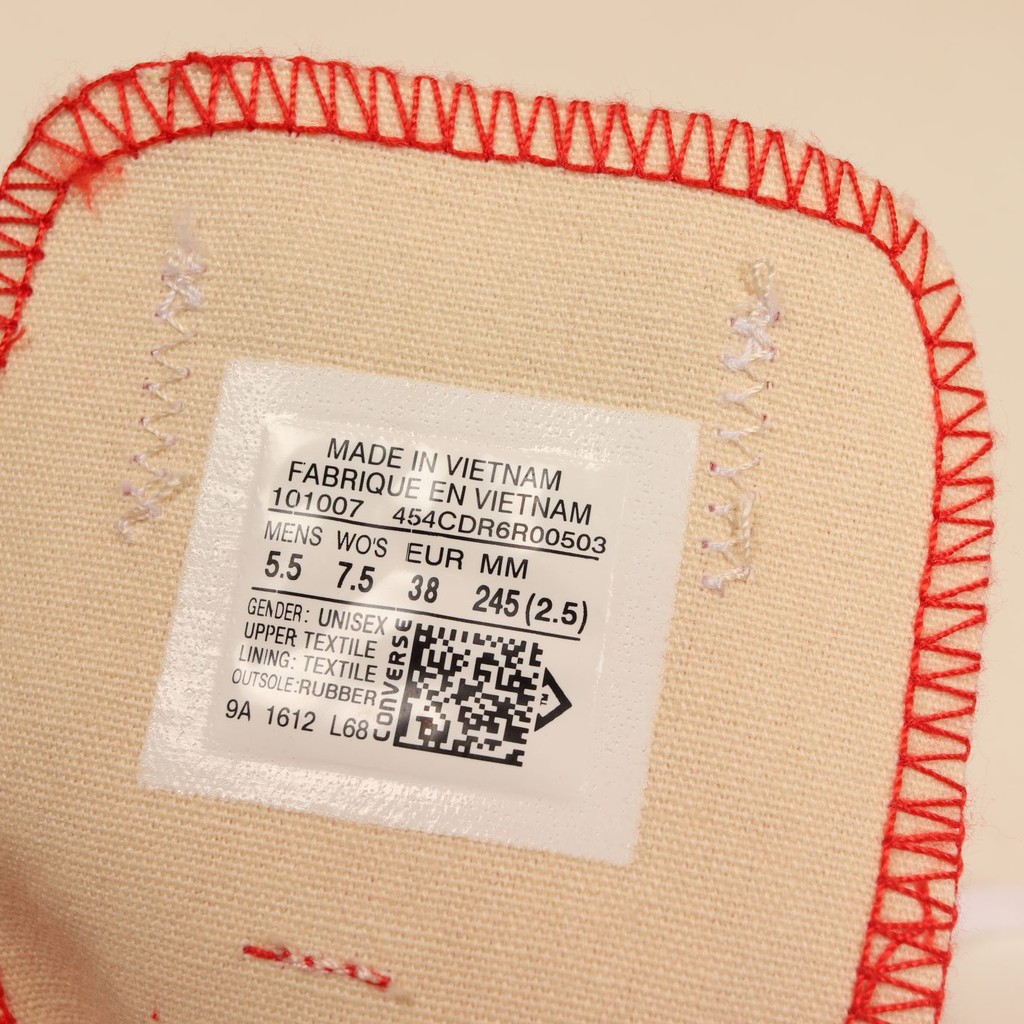 MADE IN VIETNAM
FABRIQUE EN VIETNAM
101007 454CDR6R00503
MENS WO'S EUR MM
5.5 7.5 38 245 (2.5)
GENDER: UNISEX
UPPER TEXTILE
LINING: TEXTILE
OUTSOLE:RUBBER
9A 1612 L68
CONVERSE
TM